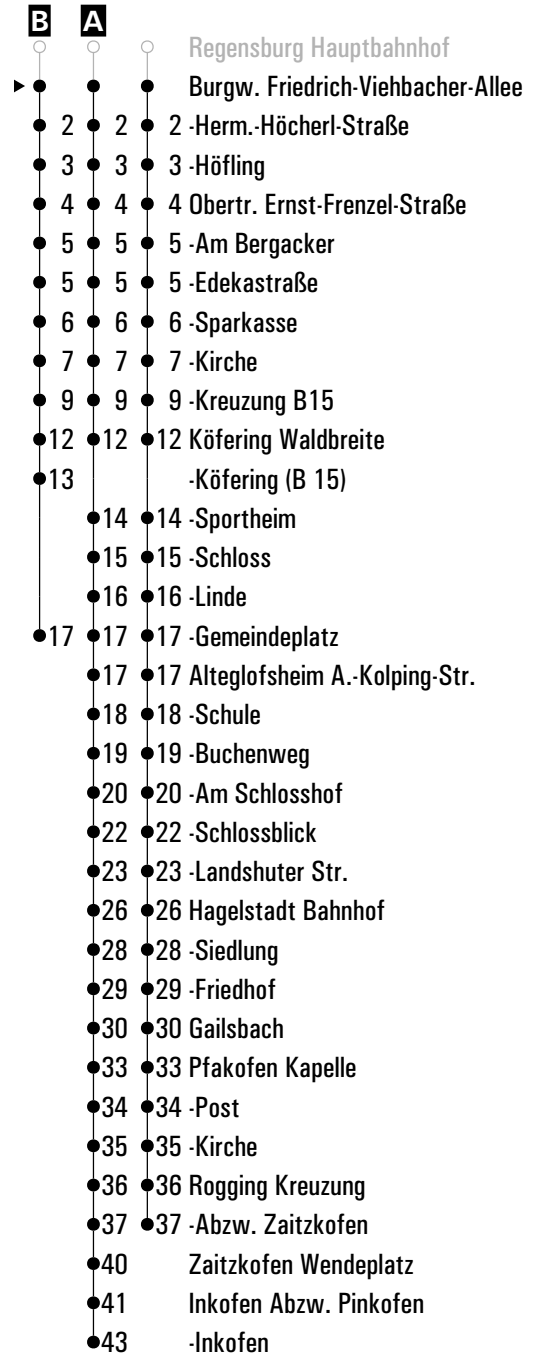 B A
Regensburg Hauptbahnhof
Burgw. Friedrich-Viehbacher-Allee
2 2 2 -Herm.-Höcherl-Straße
3 3 3 -Höfling
4 4 4 Obertr. Ernst-Frenzel-Straße
5 5 5 -Am Bergacker
5 5 5 -Edekastraße
6 6 6 -Sparkasse
7 7 7 -Kirche
9 9 9 -Kreuzung B15
12 12 12 Köfering Waldbreite
13 -Köfering (B 15)
14 14 -Sportheim
15 15 -Schloss
16 16 -Linde
17 17 17 -Gemeindeplatz
17 17 Alteglofsheim A.-Kolping-Str.
18 18 -Schule
19 19 -Buchenweg
20 20 -Am Schlosshof
22 22 -Schlossblick
23 23 -Landshuter Str.
26 26 Hagelstadt Bahnhof
28 28 -Siedlung
29 29 -Friedhof
30 30 Gailsbach
33 33 Pfakofen Kapelle
34 34 -Post
35 35 -Kirche
36 36 Rogging Kreuzung
37 37 -Abzw. Zaitzkofen
40 Zaitzkofen Wendeplatz
41 Inkofen Abzw. Pinkofen
43 -Inkofen